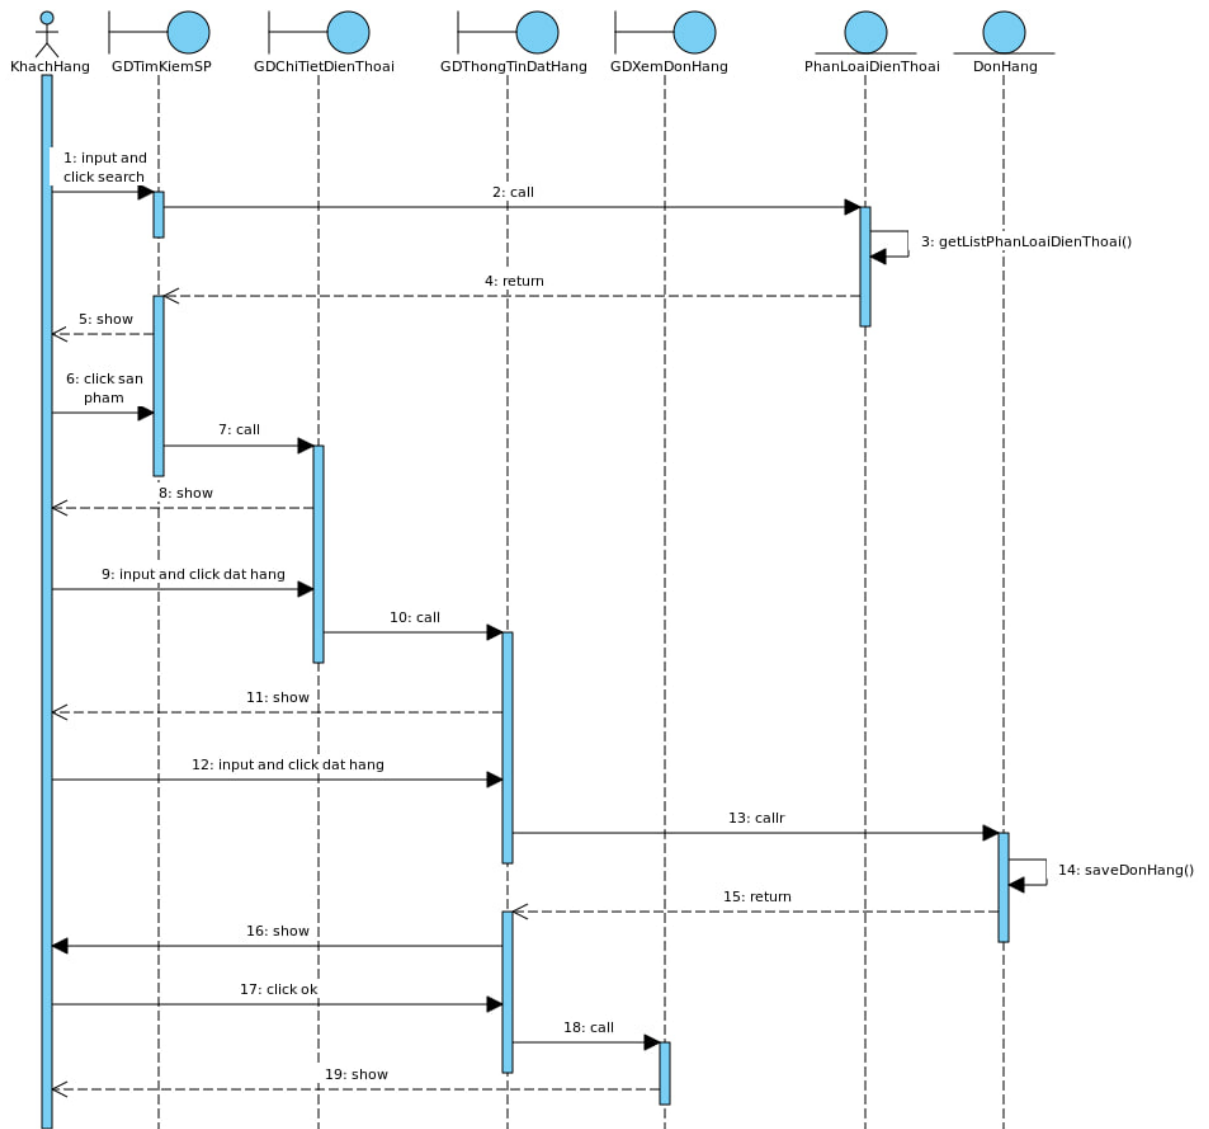 KhachHang
GDTimKiemSP
GDChiTietDienThoai
GDThongTinDatHang
GDXemDonHang
PhanLoaiDienThoai
DonHang
1: input and
click search
2: call
3: getListPhanLoaiDienThoai()
4: return
5: show
6: click san
pham
7: call
8: show
9: input and click dat hang
10: call
11: show
12: input and click dat hang
13: callr
14: saveDonHang()
15: return
16: show
17: click ok
18: call
19: show